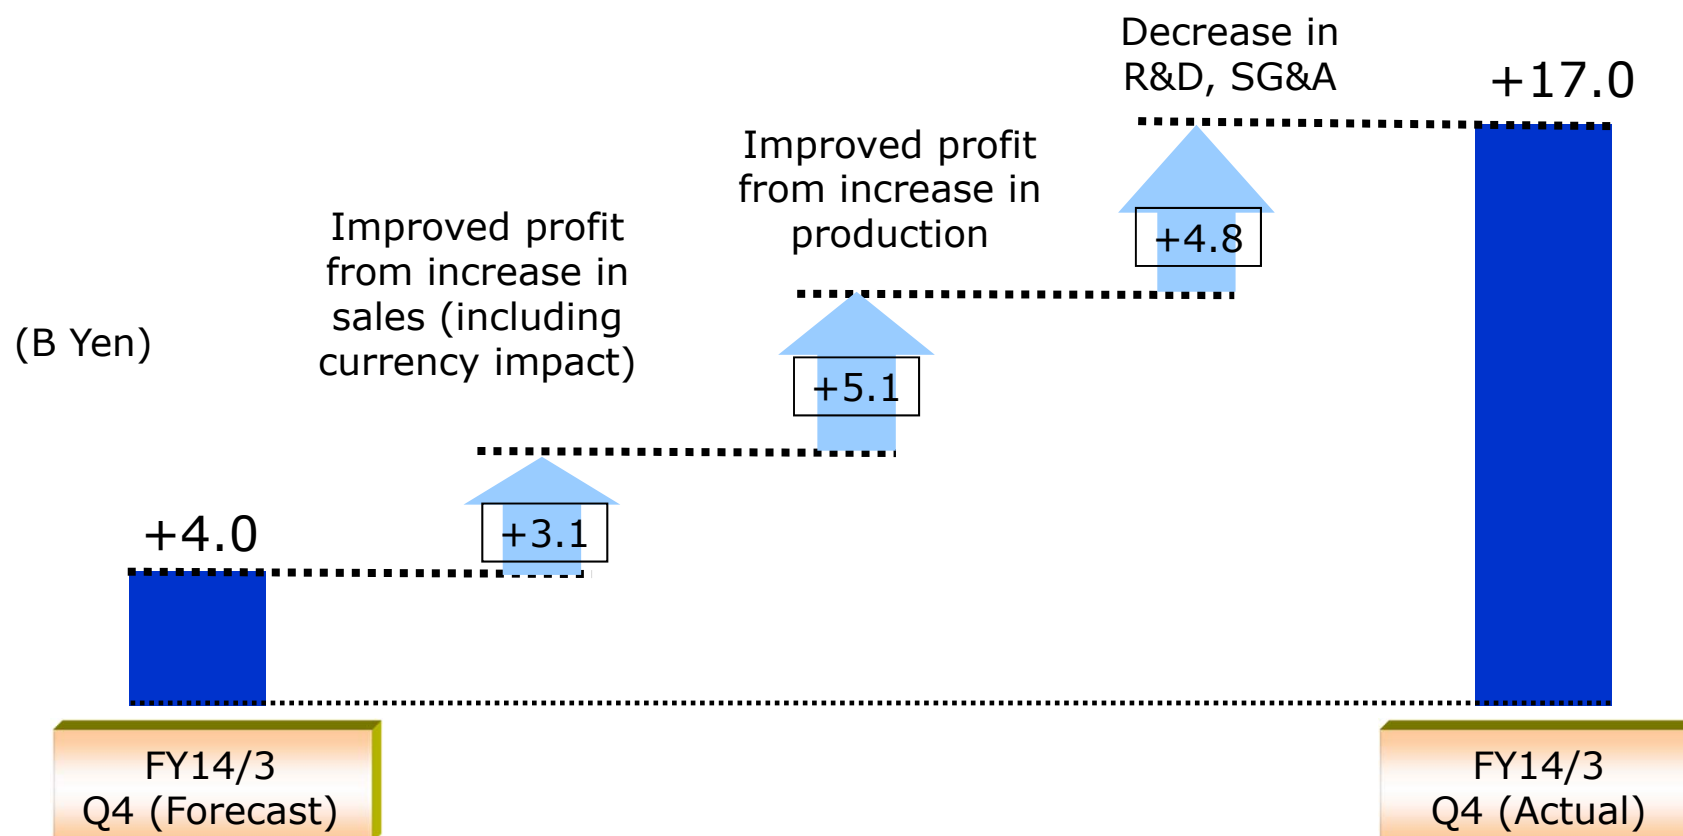 Decrease in
R&D, SG&A
+17.0
Improved profit
from increase in
production
+4.8
Improved profit
from increase in
sales (including
currency impact)
(B Yen)
+5.1
+3.1
+4.0
FY14/3
Q4 (Forecast)
FY14/3
Q4 (Actual)